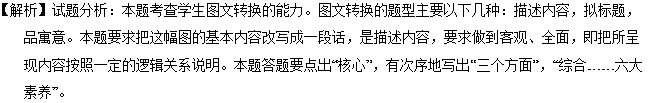 【解析】试题分析：本题考查学生图文转换的能力。图文转换的题型主要以下几种：描述内容，拟标题，
品寓意。本题要求把这幅图的基本内容改写成一段话，是描述内容，要求做到客观、全面，即把所呈
现内容按照一定的逻辑关系说明。本题答题要点出“核心”，有次序地写出“三个方面”，“综合……六大
素养”。